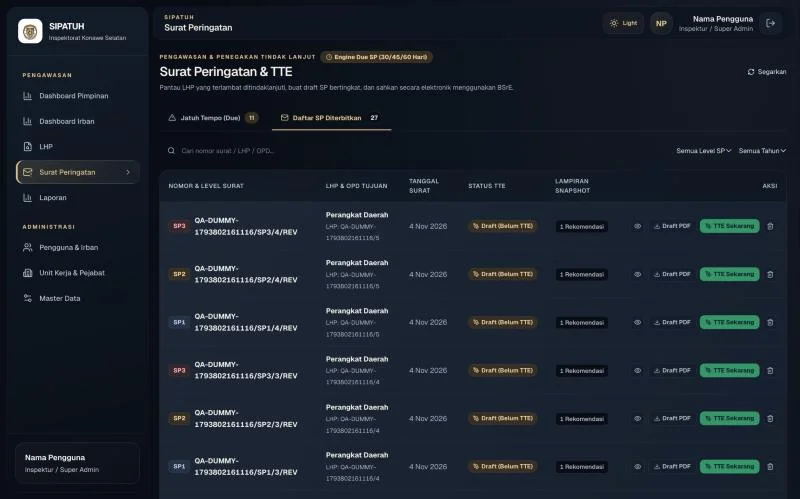 SIPATUH
Inspektorat Konawe Selatan
PENGAWASAN
Dashboard Pimpinan
Dashboard Irban
LHP
Surat Peringatan
Laporan
ADMINISTRASI
Pengguna & Irban
Unit Kerja & Pejabat
Master Data
Nama Pengguna
Inspektur / Super Admin
SIPATUH
Surat Peringatan
Light
NP
Nama Pengguna
Inspektur / Super Admin
PENGAWASAN & PENEGAKAN TINDAK LANJUT
Engine Due SP (30/45/60 Hari)
Surat Peringatan & TTE
Pantau LHP yang terlambat ditindaklanjuti, buat draft SP bertingkat, dan sahkan secara elektronik menggunakan BSrE.
Segarkan
Jatuh Tempo (Due) 11
Daftar SP Diterbitkan 27
Cari nomor surat / LHP / OPD...
Semua Level SP
Semua Tahun
NOMOR & LEVEL SURAT
LHP & OPD TUJUAN
TANGGAL
SURAT
STATUS TTE
LAMPIRAN
SNAPSHOT
AKSI
SP3
QA-DUMMY-
1793802161116/SP3/4/REV
Perangkat Daerah
LHP: QA-DUMMY-
1793802161116/5
4 Nov 2026
Draft (Belum TTE)
1 Rekomendasi
Draft PDF
TTE Sekarang
SP2
QA-DUMMY-
1793802161116/SP2/4/REV
Perangkat Daerah
LHP: QA-DUMMY-
1793802161116/5
4 Nov 2026
Draft (Belum TTE)
1 Rekomendasi
Draft PDF
TTE Sekarang
SP1
QA-DUMMY-
1793802161116/SP1/4/REV
Perangkat Daerah
LHP: QA-DUMMY-
1793802161116/5
4 Nov 2026
Draft (Belum TTE)
1 Rekomendasi
Draft PDF
TTE Sekarang
SP3
QA-DUMMY-
1793802161116/SP3/3/REV
Perangkat Daerah
LHP: QA-DUMMY-
1793802161116/4
4 Nov 2026
Draft (Belum TTE)
1 Rekomendasi
Draft PDF
TTE Sekarang
SP2
QA-DUMMY-
1793802161116/SP2/3/REV
Perangkat Daerah
LHP: QA-DUMMY-
1793802161116/4
4 Nov 2026
Draft (Belum TTE)
1 Rekomendasi
Draft PDF
TTE Sekarang
SP1
QA-DUMMY-
1793802161116/SP1/3/REV
Perangkat Daerah
LHP: QA-DUMMY-
1793802161116/4
4 Nov 2026
Draft (Belum TTE)
1 Rekomendasi
Draft PDF
TTE Sekarang